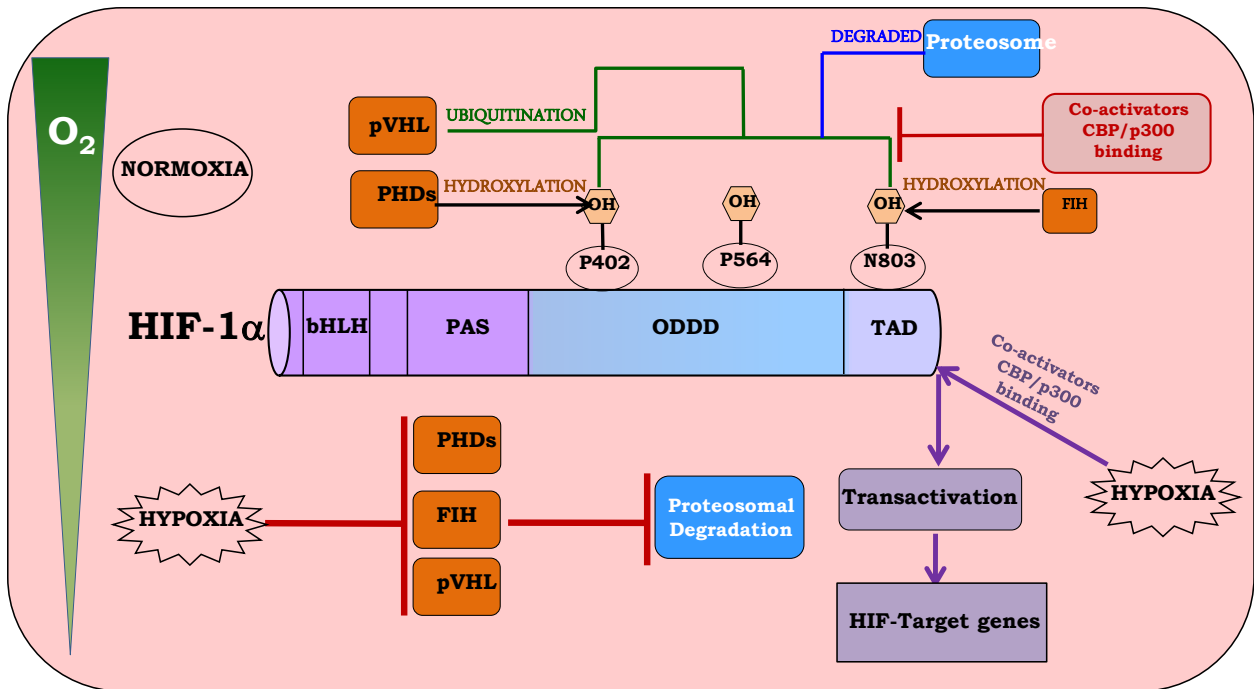 DEGRADED
Proteosome
O2
NORMOXIA
pVHL
UBIQUITINATION
Co-activators
CBP/p300
binding
PHDs
HYDROXYLATION
OH
OH
OH
HYDROXYLATION
FIH
P402
P564
N803
HIF-1α
bHLH
PAS
ODDD
TAD
Co-activators
CBP/p300
binding
PHDs
HYPOXIA
FIH
pVHL
Proteosomal
Degradation
Transactivation
HYPOXIA
HIF-Target genes